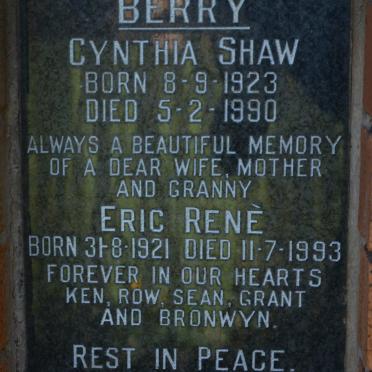 BERRY
CYNTHIA SHAW
BORN 8-9-1923
DIED 5-2-1990
ALWAYS A BEAUTIFUL MEMORY
OF A DEAR WIFE, MOTHER
AND GRANNY
ERIC RENÈ
BORN 31-8-1921 DIED 11-7-1993
FOREVER IN OUR HEARTS
KEN, ROW, SEAN, GRANT
AND BRONWYN.
REST IN PEACE.